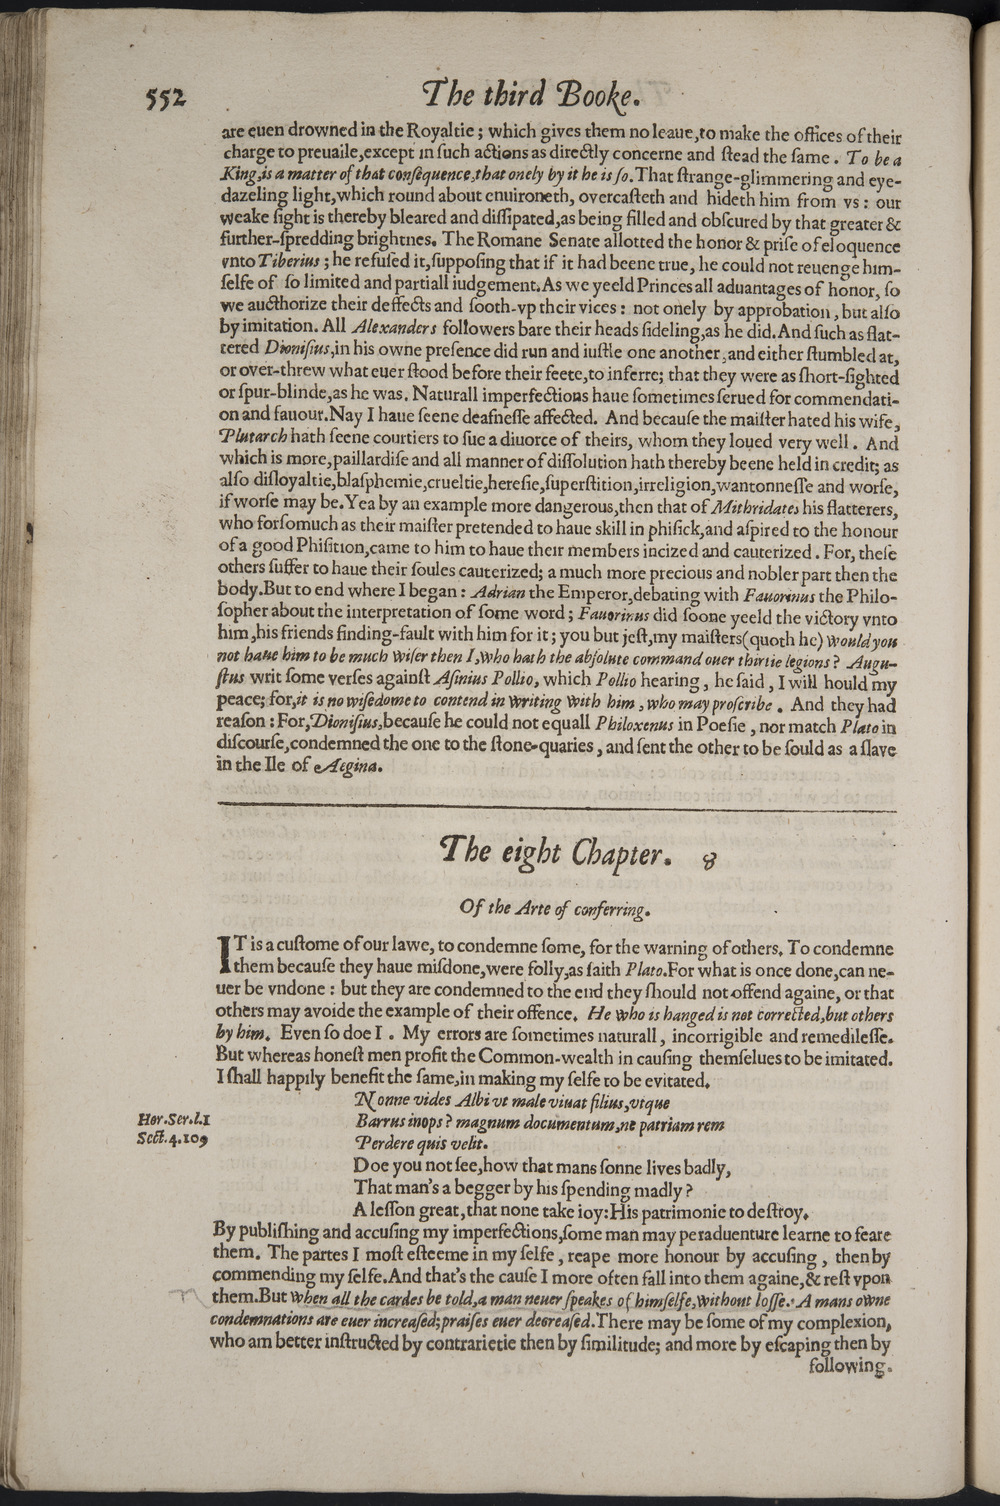 552
The third Booke.
are euen drowned in the Royaltie; which gives them no leaue,to make the offices of their
charge to preuaile,except in ſuch actions as directly concerne and ſtead the ſame. To be a
King,is a matter of that conſequence,that onely by it he is ſo. That ſtrange-glimmering and eye-
dazeling light,which round about enuironeth, overcaſteth and hideth him from vs: our
weake ſight is thereby bleared and diſſipated,as being filled and obſcured by that greater &
further-ſpredding brightnes. The Romane Senate allotted the honor & priſe of eloquence
vnto Tiberius; he refuſed it,ſuppoſing that if it had beene true, he could not reuenge him-
ſelfe of ſo limited and partiall iudgement. As we yeeld Princes all aduantages of honor, ſo
we aucthorize their deffects and ſooth-vp their vices: not onely by approbation, but alſo
by imitation. All Alexanders followers bare their heads ſideling,as he did. And ſuch as flat-
tered Dioniſius,in his owne preſence did run and iuſtle one another,and either ſtumbled at,
or over-threw what euer ſtood before their feete,to inferre; that they were as ſhort-ſighted
or ſpur-blinde,as he was. Naturall imperfections haue ſometimes ſerued for commendati-
on and fauour. Nay I haue ſeene deafneſſe affected. And becauſe the maiſter hated his wife,
Plutarch hath ſeene courtiers to ſue a diuorce of theirs, whom they loued very well. And
which is more,paillardiſe and all manner of diſſolution hath thereby beene held in credit; as
alſo diſloyaltie,blaſphemie,crueltie,hereſie,ſuperſtition,irreligion,wantonneſſe and worſe,
if worſe may be. Yea by an example more dangerous,then that of Mithridates his flatterers,
who forſomuch as their maiſter pretended to haue skill in phiſick,and aſpired to the honour
of a good Phiſition,came to him to haue their members incized and cauterized. For, theſe
others ſuffer to haue their ſoules cauterized; a much more precious and nobler part then the
body. But to end where I began: Adrian the Emperor,debating with Fauorinus the Philo-
ſopher about the interpretation of ſome word; Fauorinus did ſoone yeeld the victory vnto
him,his friends finding-fault with him for it; you but jeſt,my maiſters(quoth he) would you
not haue him to be much wiſer then I,who hath the abſolute command ouer thirtie legions? Augu-
ſtus writ ſome verſes againſt Aſinius Pollio, which Pollio hearing, he ſaid, I will hould my
peace; for,it is no wiſedome to contend in writing with him, who may proſcribe. And they had
reaſon: For,Dioniſius,becauſe he could not equall Philoxenus in Poeſie, nor match Plato in
diſcourſe,condemned the one to the ſtone-quaries, and ſent the other to be ſould as a ſlave
in the Ile of Aegina.
The eight Chapter. 8
Of the Arte of conferring.
IT is a cuſtome of our lawe, to condemne ſome, for the warning of others. To condemne
them becauſe they haue miſdone,were folly,as ſaith Plato. For what is once done,can ne-
uer be vndone: but they are condemned to the end they ſhould not offend againe, or that
others may avoide the example of their offence. He who is hanged is not corrected,but others
by him. Even ſo doe I. My errors are ſometimes naturall, incorrigible and remedileſſe.
But whereas honeſt men profit the Common-wealth in cauſing themſelues to be imitated.
I ſhall happily benefit the ſame,in making my ſelfe to be evitated.
Nonne vides Albi vt male viuat filius,vtque
Hor.Ser.l.1
Barrus inops? magnum documentum,ne patriam rem
Sect.4.109
Perdere quis velit.
Doe you not ſee,how that mans ſonne lives badly,
That man's a begger by his ſpending madly?
A leſſon great,that none take ioy: His patrimonie to deſtroy.
By publiſhing and accuſing my imperfections,ſome man may peraduenture learne to feare
them. The partes I moſt eſteeme in my ſelfe, reape more honour by accuſing, then by
commending my ſelfe. And that's the cauſe I more often fall into them againe,& reſt vpon
them. But when all the cardes be told,a man neuer ſpeakes of himſelfe,without loſſe. A mans owne
condemnations are euer increaſed; praiſes euer decreaſed. There may be ſome of my complexion,
who am better inſtructed by contrarietie then by ſimilitude; and more by eſcaping then by
following.